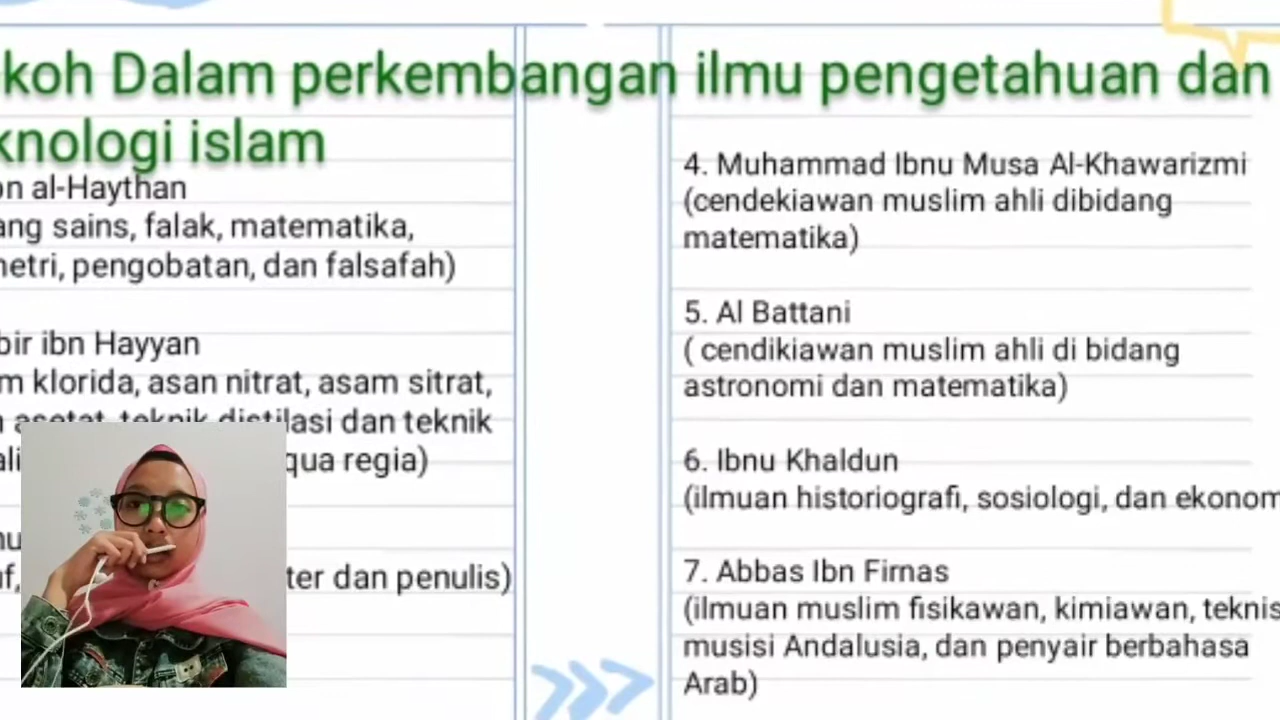 koh Dalam perkembangan ilmu pengetahuan dan
knologi islam
bn al-Haythan
ang sains, falak, matematika,
netri, pengobatan, dan falsafah)
bir ibn Hayyan
m klorida, asan nitrat, asam sitrat,
asetat, teknik distilasi dan teknik
qua regia)
ter dan penulis)
4. Muhammad Ibnu Musa Al-Khawarizmi
(cendekiawan muslim ahli dibidang
matematika)
5. Al Battani
( cendikiawan muslim ahli di bidang
astronomi dan matematika)
6. Ibnu Khaldun
(ilmuan historiografi, sosiologi, dan ekonom
7. Abbas Ibn Firnas
(ilmuan muslim fisikawan, kimiawan, teknis
musisi Andalusia, dan penyair berbahasa
Arab)